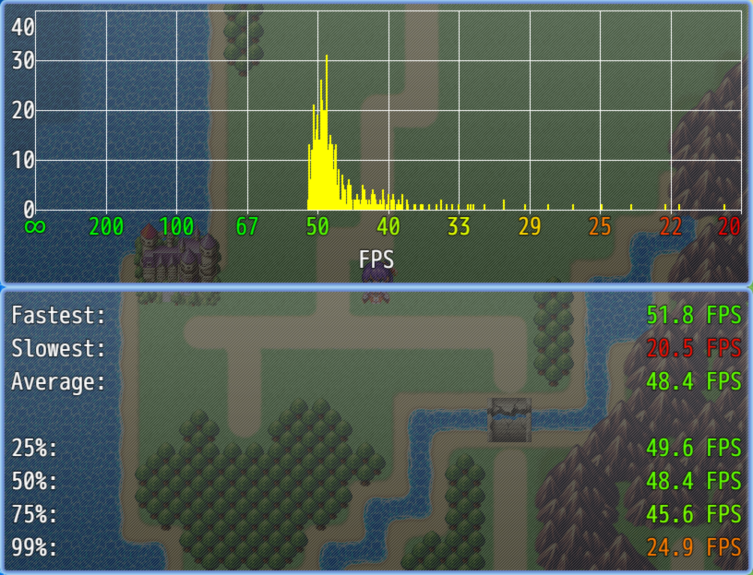 40
30
20
10
0
∞ 200 100 67 50 40 33 29 25 22 20
FPS
Fastest: 51.8 FPS
Slowest: 20.5 FPS
Average: 48.4 FPS
25%: 49.6 FPS
50%: 48.4 FPS
75%: 45.6 FPS
99%: 24.9 FPS